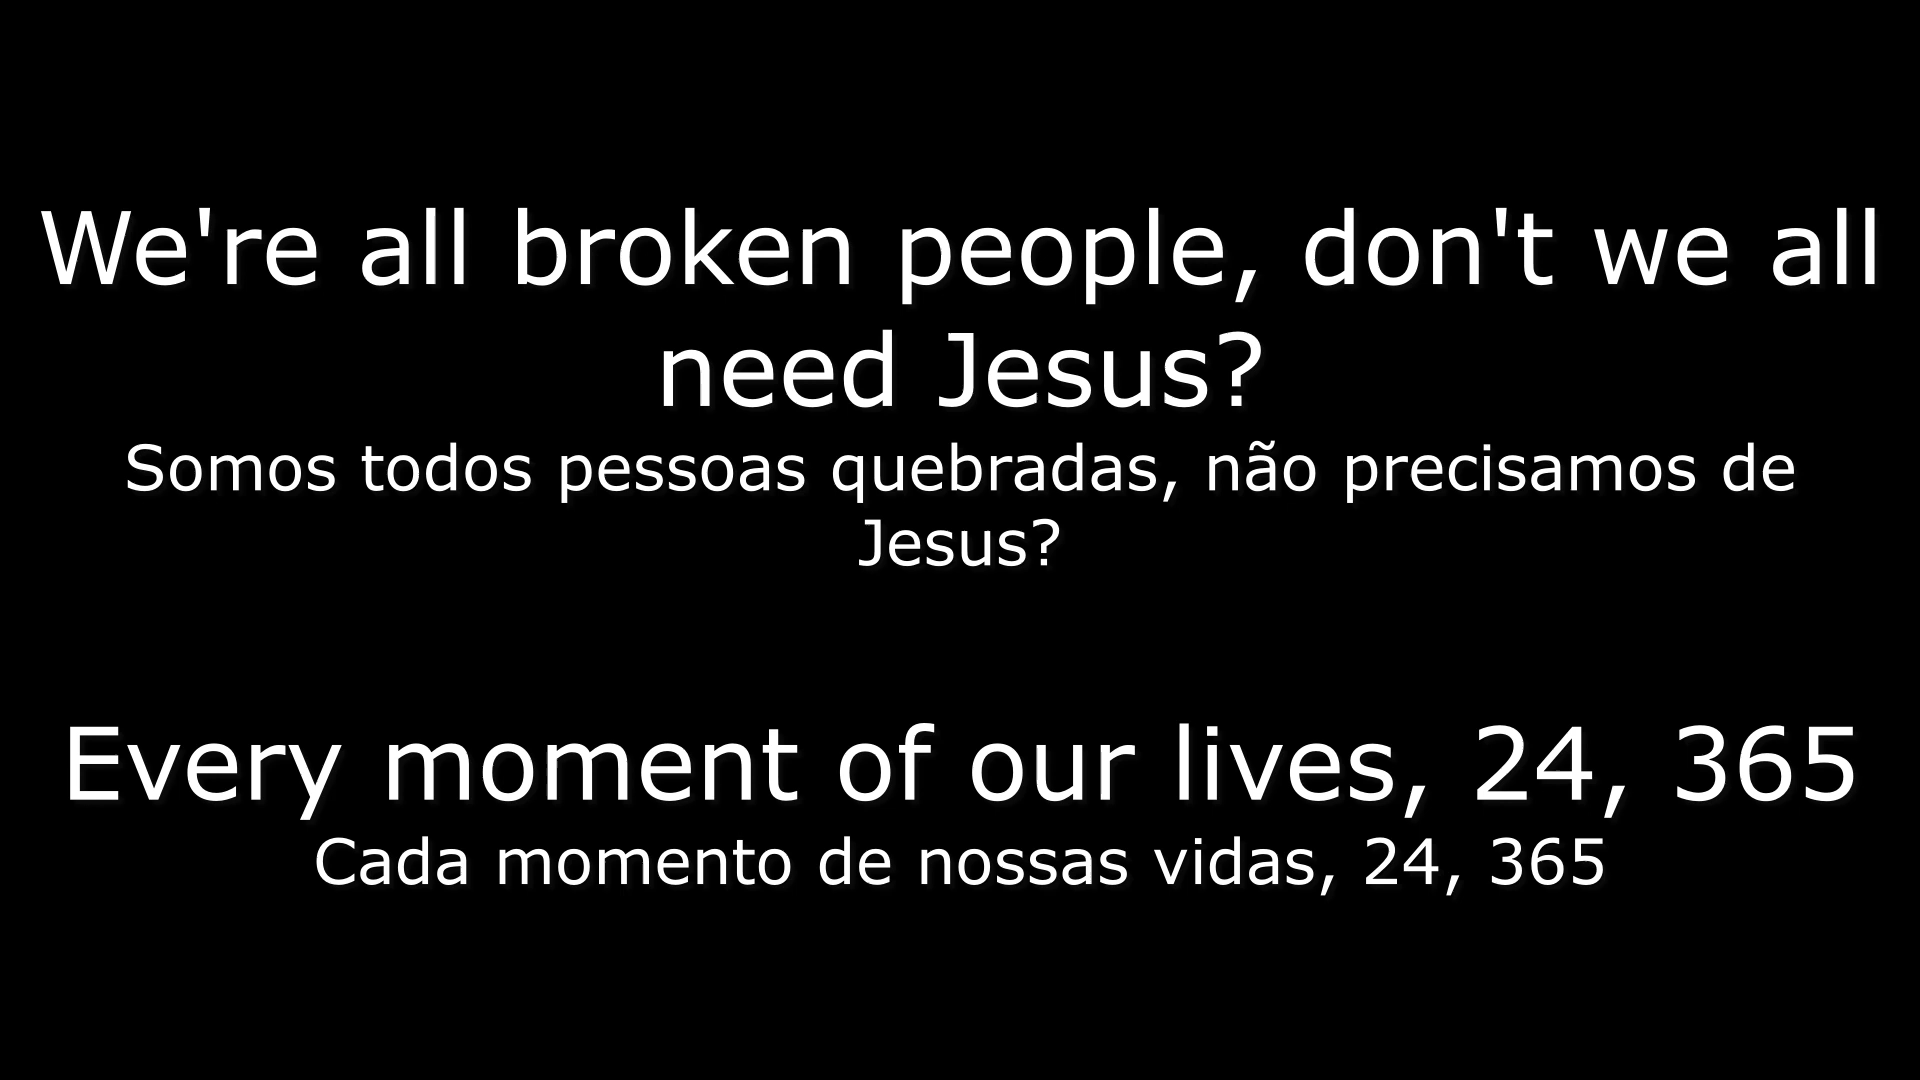 We're all broken people, don't we all
need Jesus?
Somos todos pessoas quebradas, não precisamos de
Jesus?
Every moment of our lives, 24, 365
Cada momento de nossas vidas, 24, 365